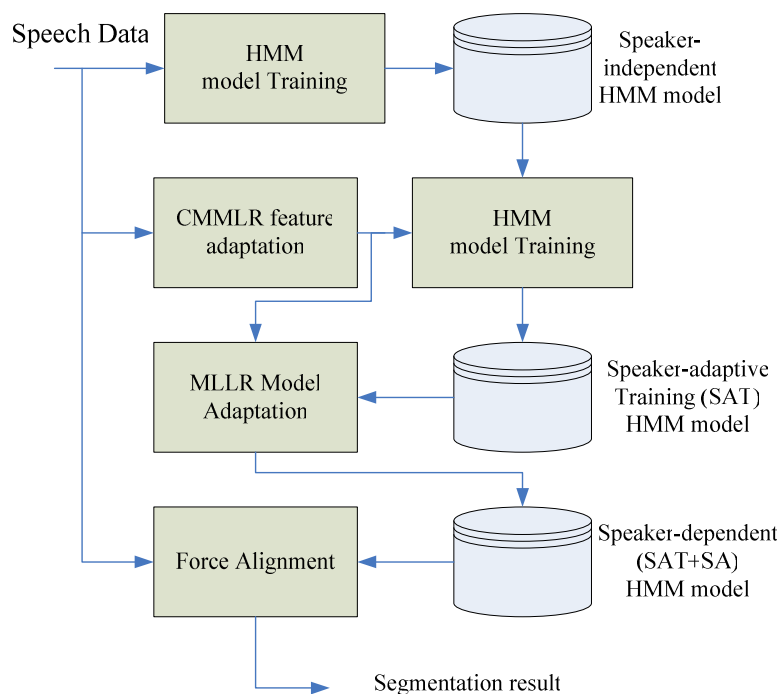 Speech Data
HMM
model Training
Speaker-
independent
HMM model
CMMLR feature
adaptation
HMM
model Training
MLLR Model
Adaptation
Speaker-adaptive
Training (SAT)
HMM model
Force Alignment
Speaker-dependent
(SAT+SA)
HMM model
Segmentation result